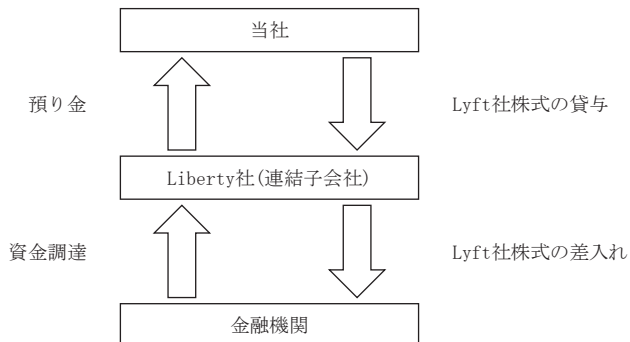 当社
預り金
Lyft社株式の貸与
Liberty社(連結子会社)
資金調達
Lyft社株式の差入れ
金融機関